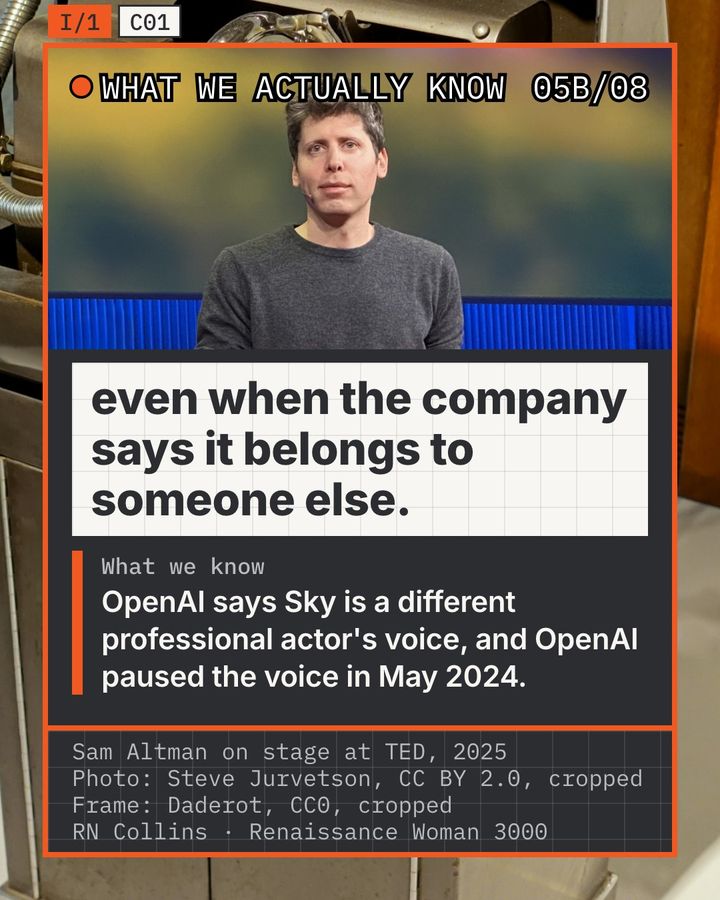 I/1 C01
WHAT WE ACTUALLY KNOW 05B/08
even when the company
says it belongs to
someone else.
What we know
OpenAI says Sky is a different
professional actor's voice, and OpenAI
paused the voice in May 2024.
Sam Altman on stage at TED, 2025
Photo: Steve Jurvetson, CC BY 2.0, cropped
Frame: Daderot, CC0, cropped
RN Collins · Renaissance Woman 3000